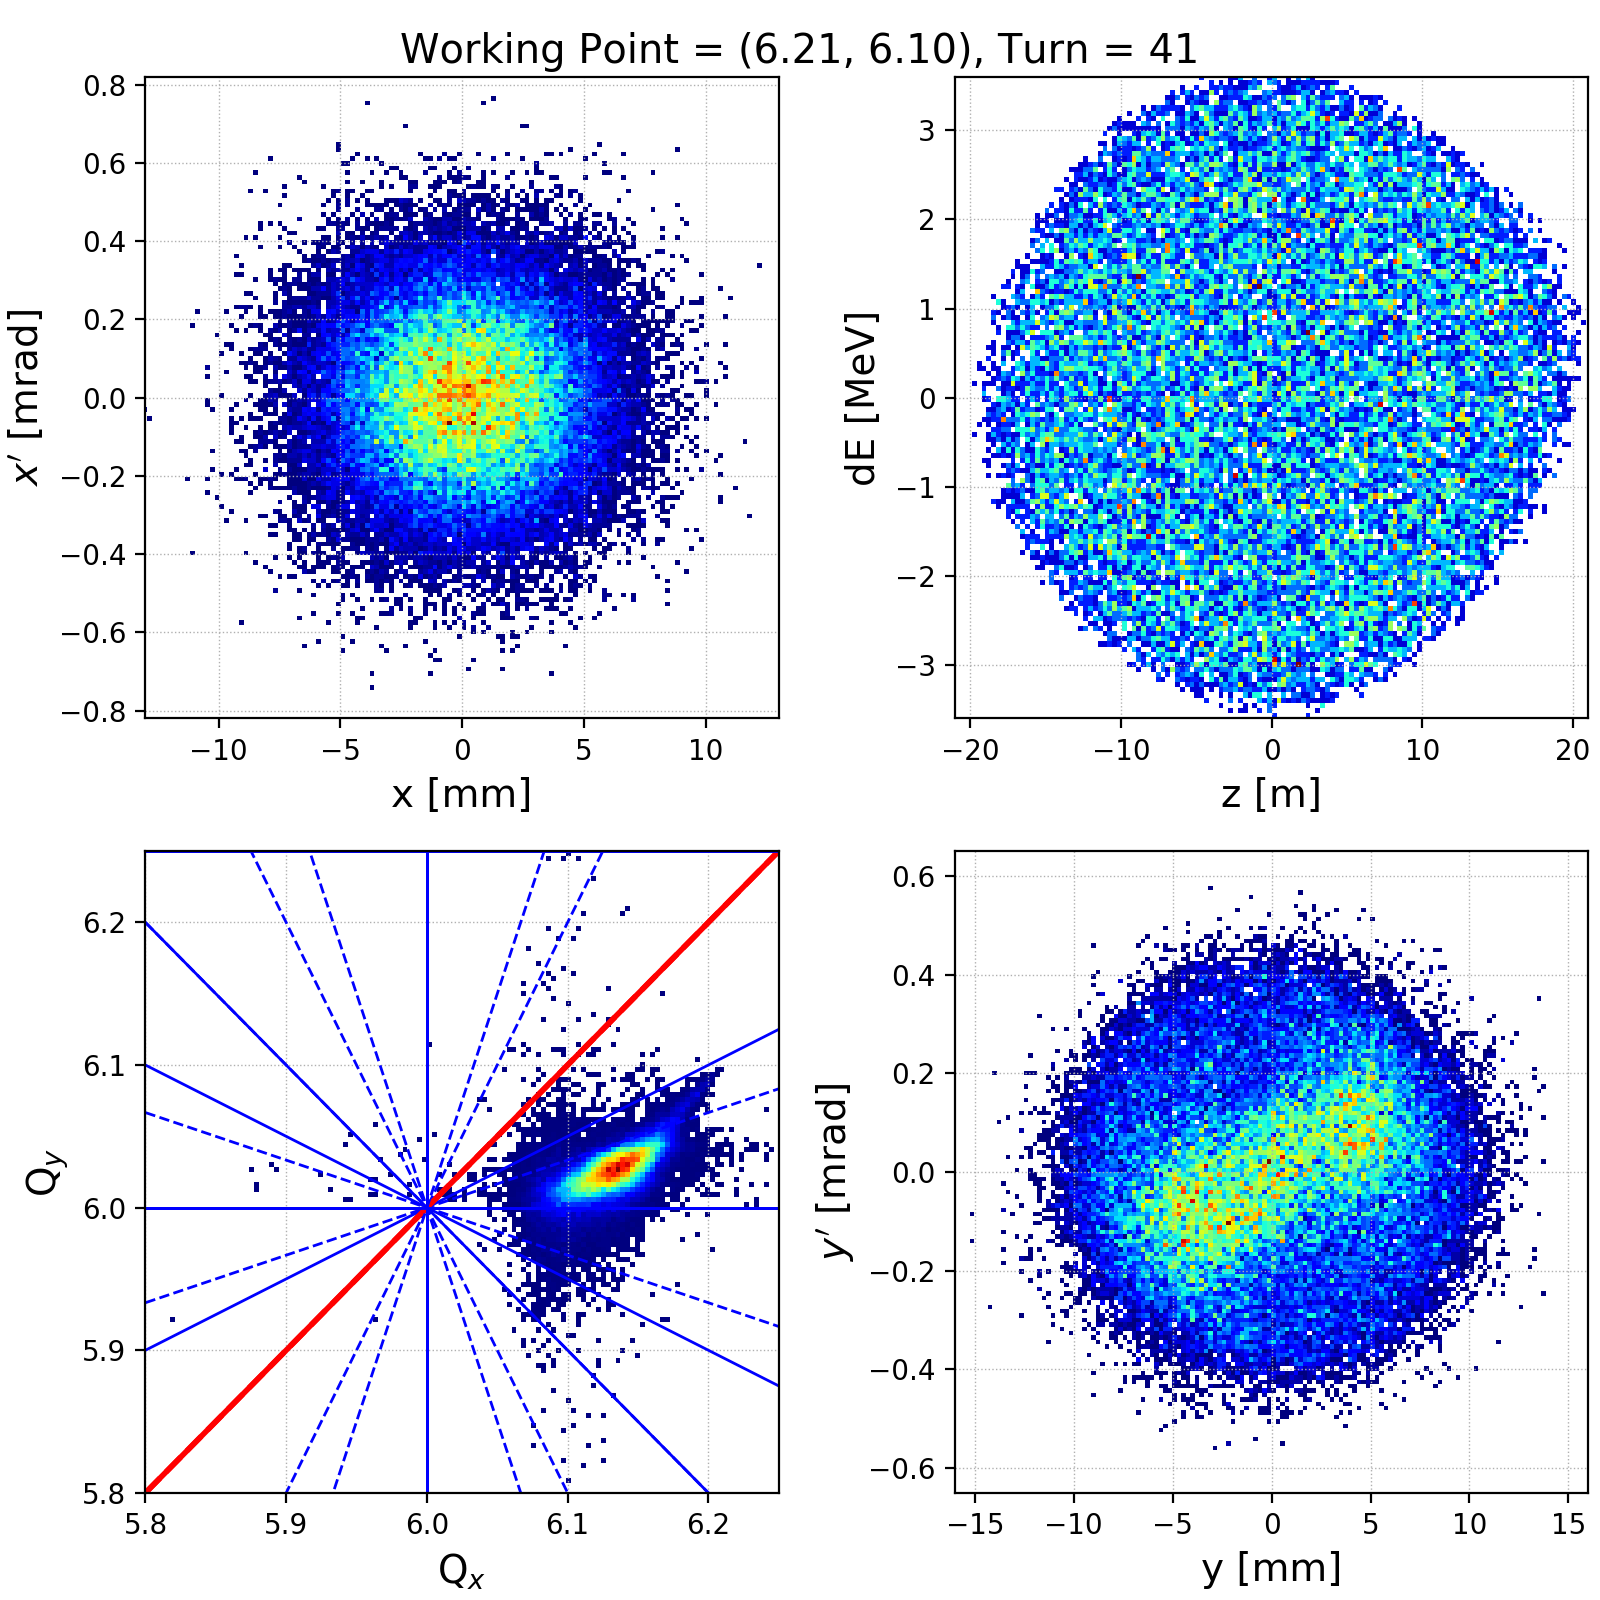 Working Point = (6.21, 6.10), Turn = 41
0.8
0.6
0.4
0.2
0.0
−0.2
−0.4
−0.6
−0.8
x′ [mrad]
−10 −5 0 5 10
x [mm]
3
2
1
0
−1
−2
−3
dE [MeV]
−20 −10 0 10 20
z [m]
6.2
6.1
6.0
5.9
5.8
Qy
5.8 5.9 6.0 6.1 6.2
Qx
0.6
0.4
0.2
0.0
−0.2
−0.4
−0.6
y′ [mrad]
−15 −10 −5 0 5 10 15
y [mm]